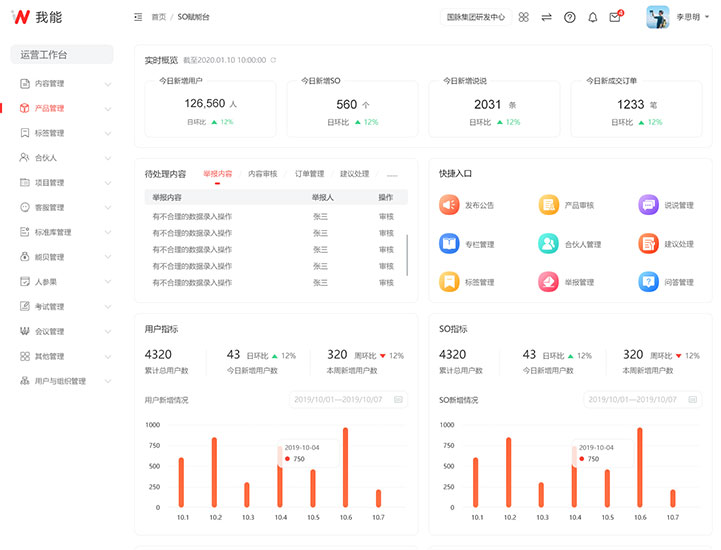 我能
首页 / SO赋能台
国脉集团研发中心
4
李思明
运营工作台
内容管理
产品管理
标签管理
合伙人
项目管理
客服管理
标准库管理
能贝管理
人参果
考试管理
会议管理
其他管理
用户与组织管理
实时概览 截至2020.01.10 10:00:00
今日新增用户
126,560 人
日环比 12%
今日新增SO
560 个
日环比 12%
今日新增说说
2031 条
日环比 12%
今日新成交订单
1233 笔
日环比 12%
待处理内容 举报内容 / 内容审核 / 订单管理 / 建议处理 / ......
举报内容 举报人 操作
有不合理的数据录入操作 张三 审核
有不合理的数据录入操作 张三 审核
有不合理的数据录入操作 张三 审核
有不合理的数据录入操作 张三 审核
有不合理的数据录入操作 张三 审核
快捷入口
发布公告 产品审核 说说管理
专栏管理 合伙人管理 建议处理
标签管理 举报管理 问答管理
用户指标
4320 43 日环比 12% 320 周环比 12%
累计总用户数 今日新增用户数 本周新增用户数
用户新增情况 2019/10/01—2019/10/07
1000
750
500
250
0
2019-10-04
750
10.1 10.2 10.3 10.4 10.5 10.6 10.7
SO指标
4320 43 日环比 12% 320 周环比 12%
累计总用户数 今日新增用户数 本周新增用户数
SO新增情况 2019/10/01—2019/10/07
1000
750
500
250
0
2019-10-04
750
10.1 10.2 10.3 10.4 10.5 10.6 10.7